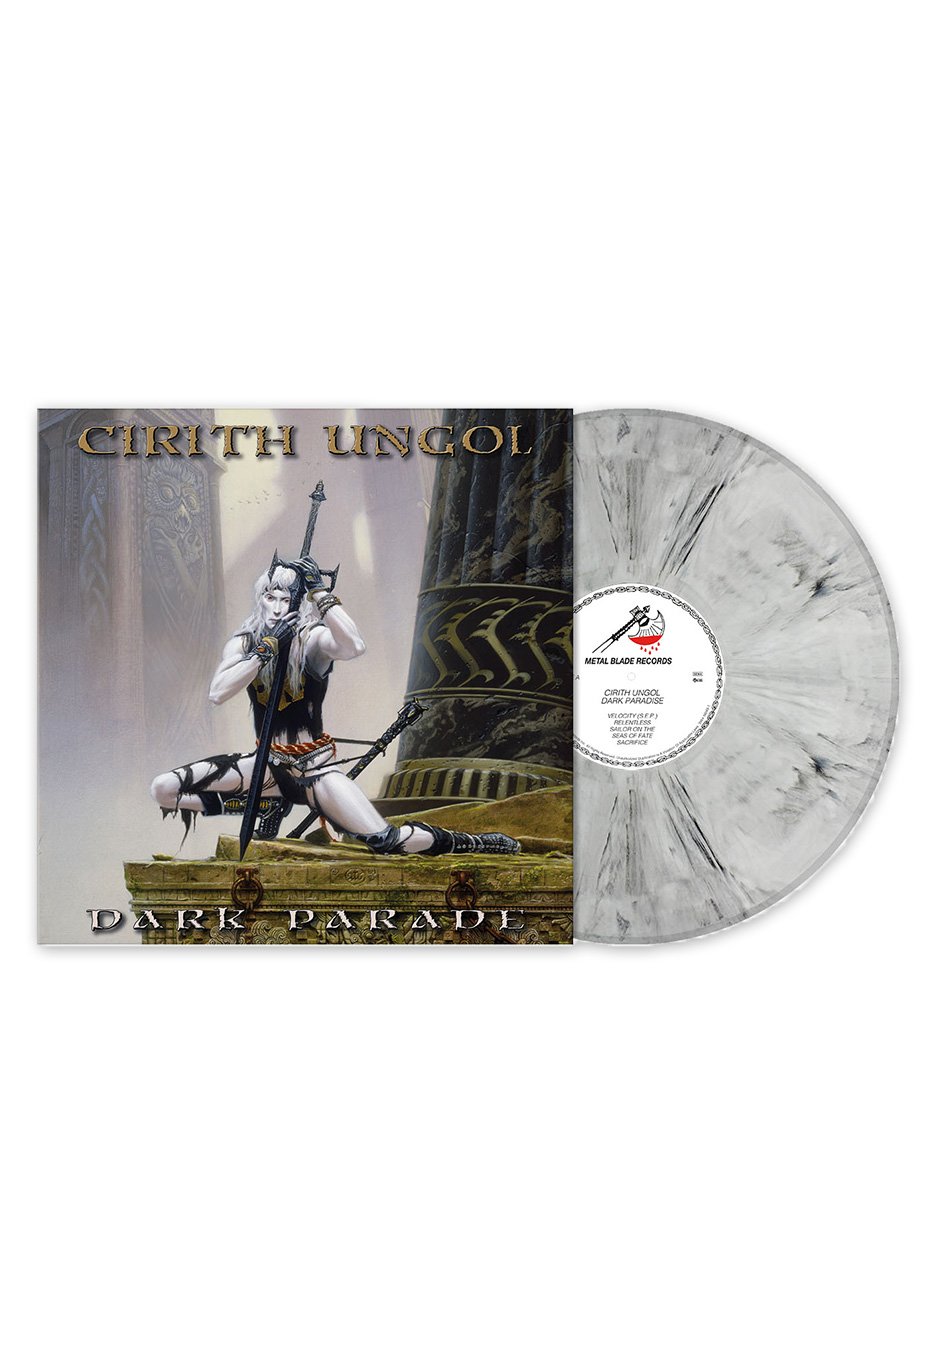 CIRITH UNGOL
DARK PARADE
METAL BLADE RECORDS
A
CIRITH UNGOL
DARK PARADISE
VELOCITY (S.E.P.)
RELENTLESS
SAILOR ON THE
SEAS OF FATE
SACRIFICE